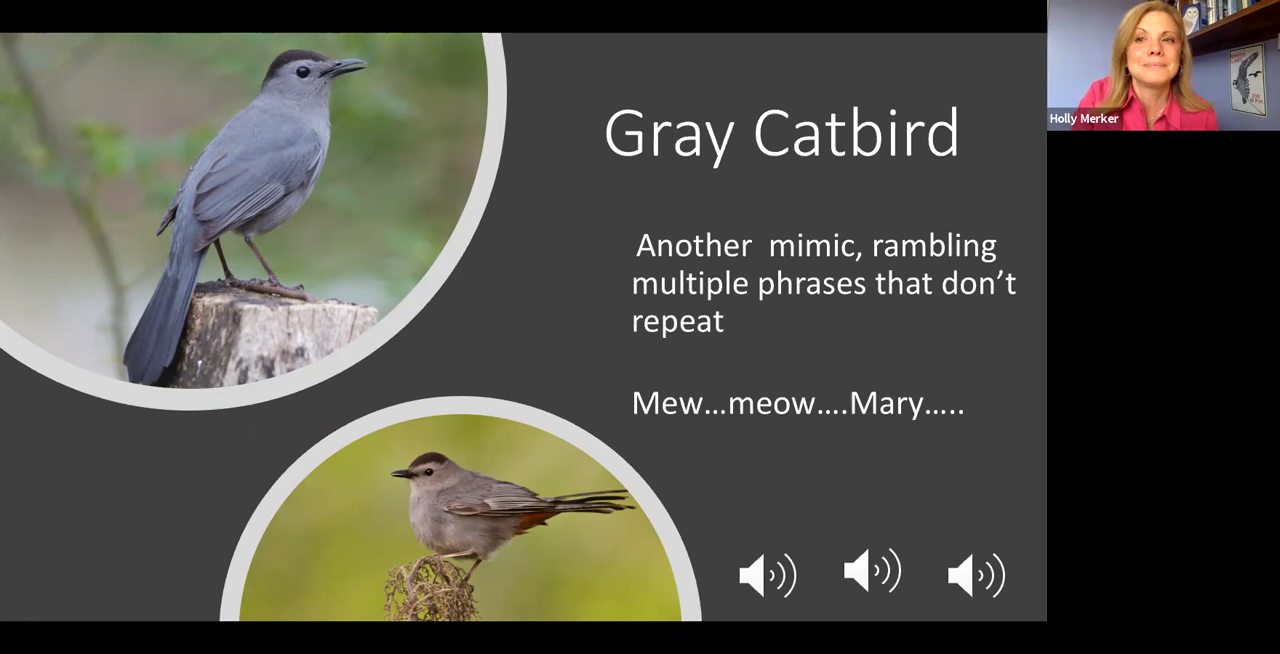 Gray Catbird
Another  mimic, rambling
multiple phrases that don’t
repeat
Mew…meow….Mary…..
Holly Merker